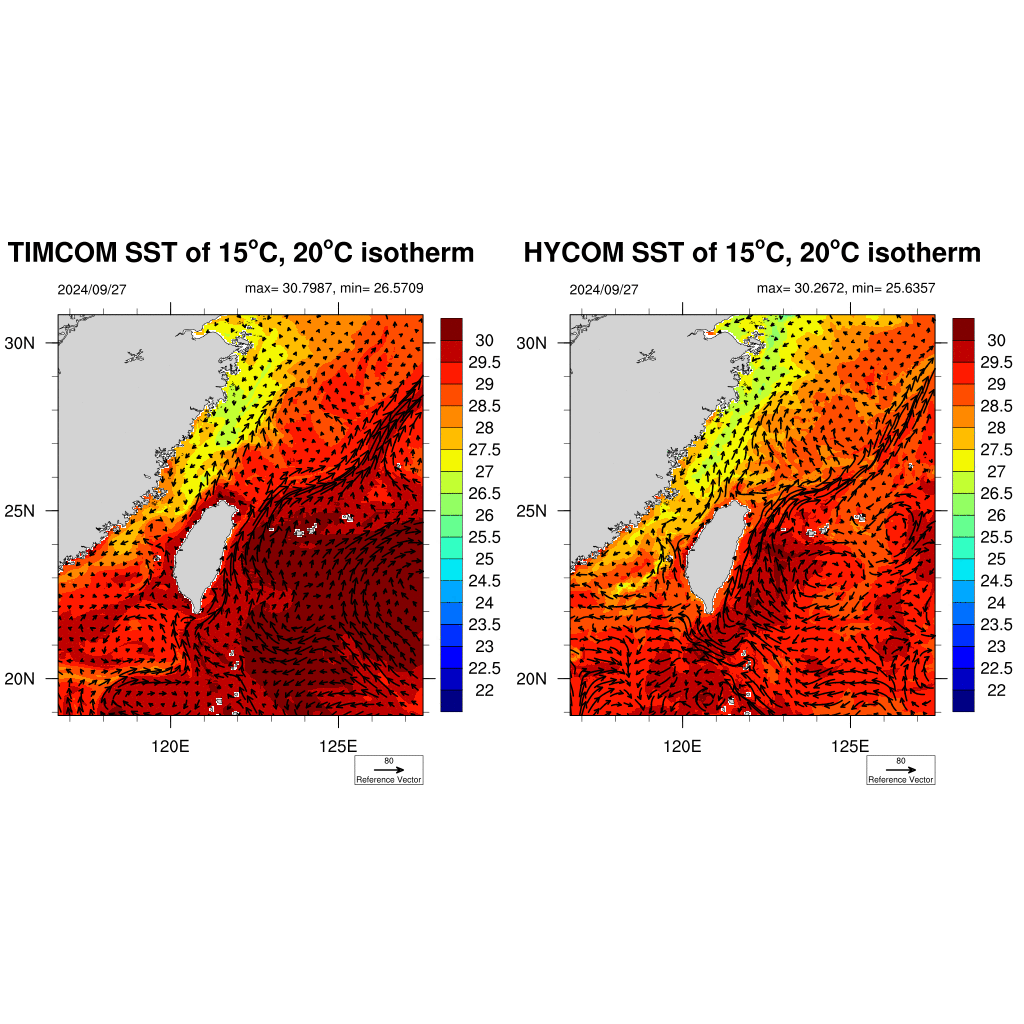 TIMCOM SST of 15°C, 20°C isotherm
2024/09/27
max= 30.7987, min= 26.5709
30N
25N
20N
120E
125E
30
29.5
29
28.5
28
27.5
27
26.5
26
25.5
25
24.5
24
23.5
23
22.5
22
80
Reference Vector
HYCOM SST of 15°C, 20°C isotherm
2024/09/27
max= 30.2672, min= 25.6357
30N
25N
20N
120E
125E
30
29.5
29
28.5
28
27.5
27
26.5
26
25.5
25
24.5
24
23.5
23
22.5
22
80
Reference Vector